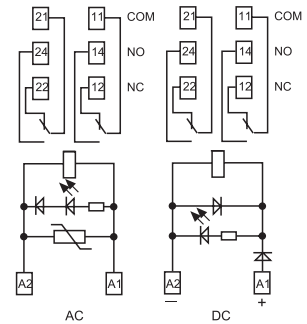 21 11 COM 21 11 COM
24 14 NO 24 14 NO
22 12 NC 22 12 NC
A2 A1 A2 A1
— +
AC DC